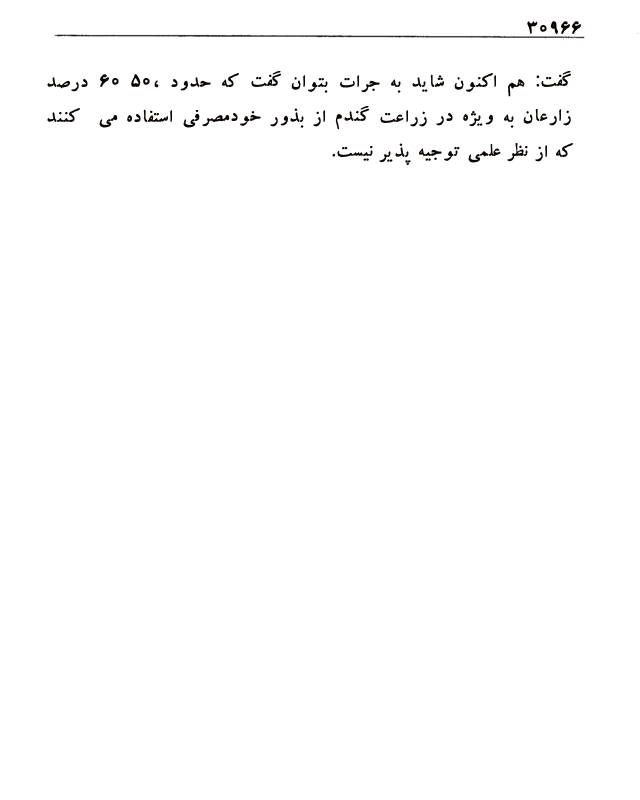 ۳۰۹۶۶
گفت: هم اکنون شاید به جرات بتوان گفت که حدود ،۵۰ ۶۰ درصد
زارعان به ویژه در زراعت گندم از بذور خودمصرفی استفاده می کنند
که از نظر علمی توجیه پذیر نیست.